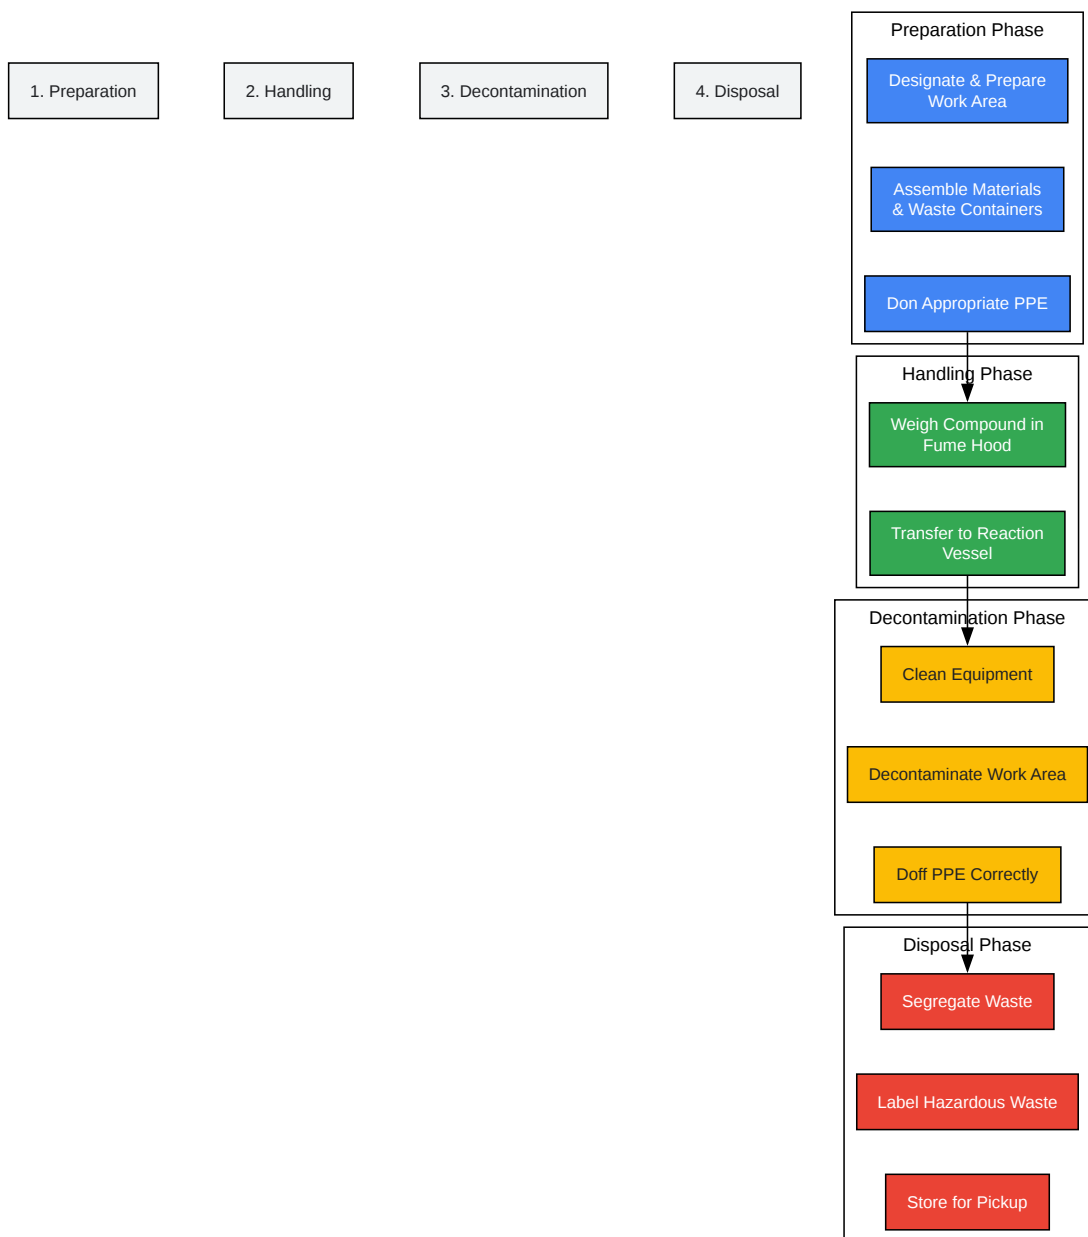 Preparation Phase
1. Preparation
2. Handling
3. Decontamination
4. Disposal
Designate & Prepare
Work Area
Assemble Materials
& Waste Containers
Don Appropriate PPE
Handling Phase
Weigh Compound in
Fume Hood
Transfer to Reaction
Vessel
Decontamination Phase
Clean Equipment
Decontaminate Work Area
Doff PPE Correctly
Disposal Phase
Segregate Waste
Label Hazardous Waste
Store for Pickup